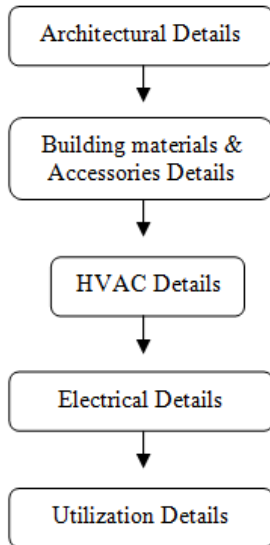 Architectural Details
Building materials &
Accessories Details
HVAC Details
Electrical Details
Utilization Details